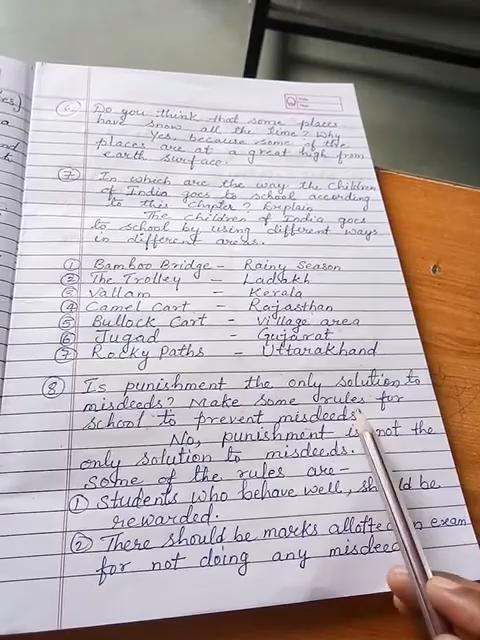 6. Do you think that some places
have snow all the time? Why
Yes because some of the
places are at a great high from
earth surface.
7 In which are the way the children
of India goes to school according
to this chapter? Explain
The children of India goes
to school by using different ways
in different areas.
1 Bamboo Bridge - Rainy Season
2 The Trolley - Ladakh
3 Vallam - Kerala
4 Camel Cart - Rajasthan
5 Bullock Cart - Village area
6 Jugad - Gujarat
7 Rocky Paths - Uttarakhand
8 Is punishment the only solution to
misdeeds? Make some rules for
school to prevent misdeeds
No, punishment is not the
only solution to misdeeds.
Some of the rules are -
1 Students who behave well, should be
rewarded.
2 There should be marks allotted in exam
for not doing any misdeed